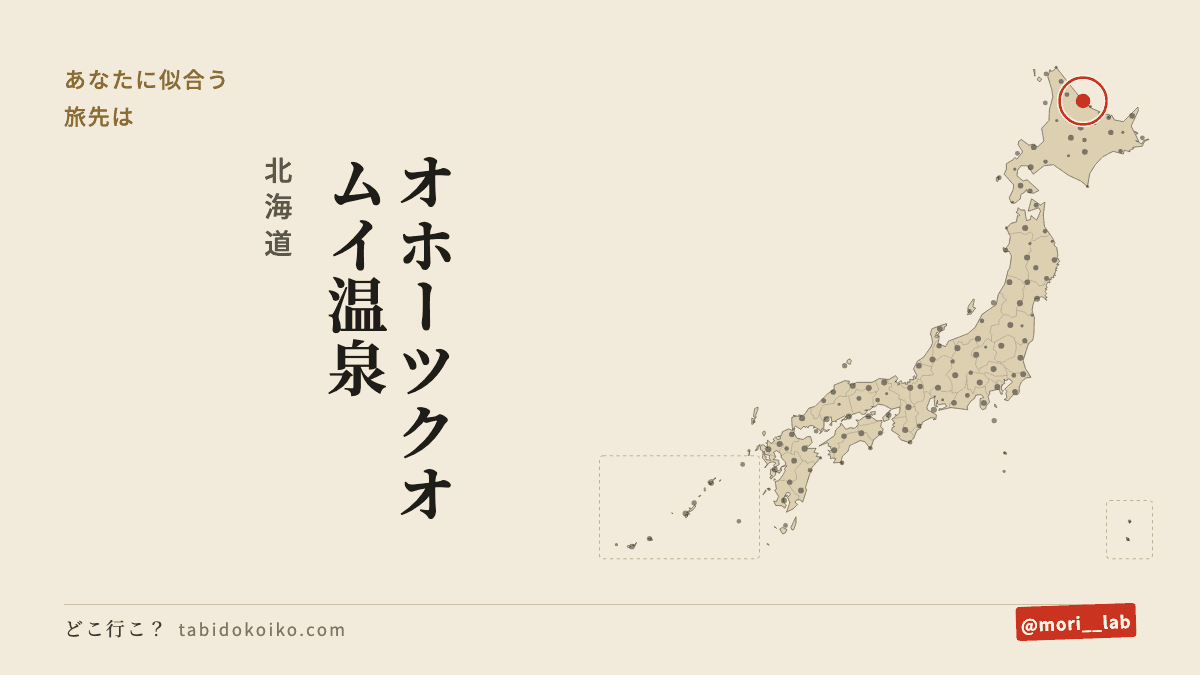 あなたに似合う
旅先は
オホーツクオ
ムイ温泉
北海道
どこ行こ？ tabidokoiko.com
@mori__lab